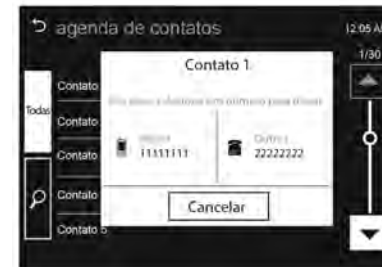 agenda de contatos
12:05 A
1/30
Contato 1
Todas
Contato
Contato
Contato
Contato
Contato 5
11111111
22222222
Cancelar